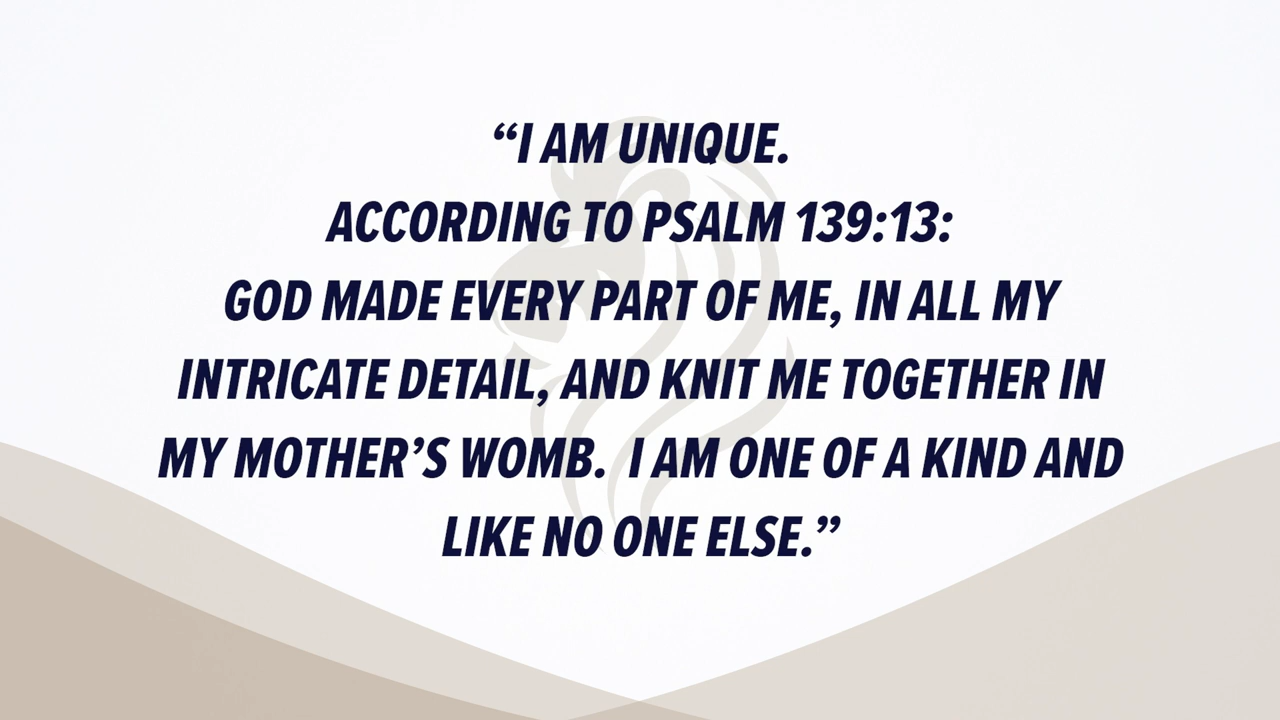 “I AM UNIQUE.
ACCORDING TO PSALM 139:13:
GOD MADE EVERY PART OF ME, IN ALL MY
INTRICATE DETAIL, AND KNIT ME TOGETHER IN
MY MOTHER’S WOMB.  I AM ONE OF A KIND AND
LIKE NO ONE ELSE.”